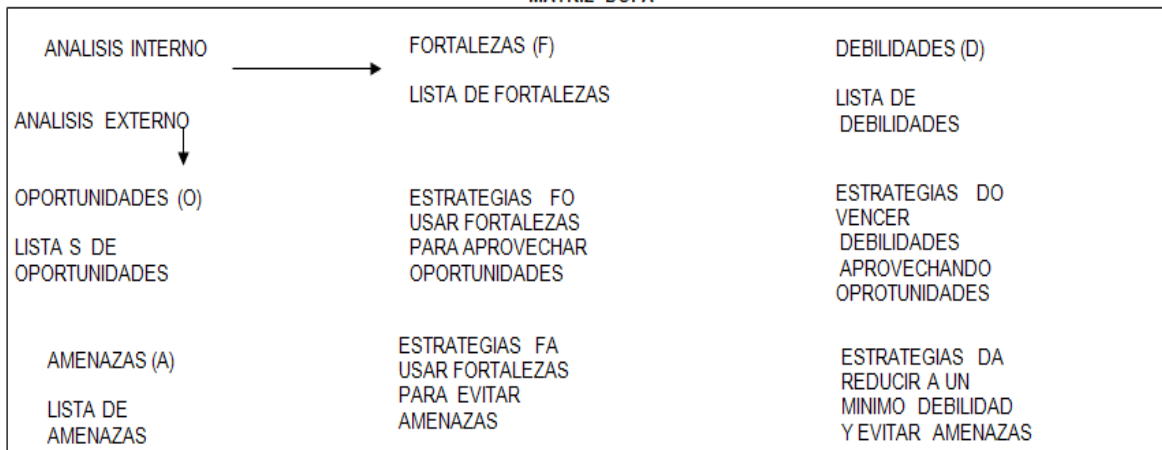 ANALISIS INTERNO
FORTALEZAS (F)
DEBILIDADES (D)
LISTA DE FORTALEZAS
LISTA DE
DEBILIDADES
ANALISIS EXTERNO
OPORTUNIDADES (O)
LISTA S DE
OPORTUNIDADES
ESTRATEGIAS FO
USAR FORTALEZAS
PARA APROVECHAR
OPORTUNIDADES
ESTRATEGIAS DO
VENCER
DEBILIDADES
APROVECHANDO
OPROTUNIDADES
AMENAZAS (A)
LISTA DE
AMENAZAS
ESTRATEGIAS FA
USAR FORTALEZAS
PARA EVITAR
AMENAZAS
ESTRATEGIAS DA
REDUCIR A UN
MINIMO DEBILIDAD
Y EVITAR AMENAZAS